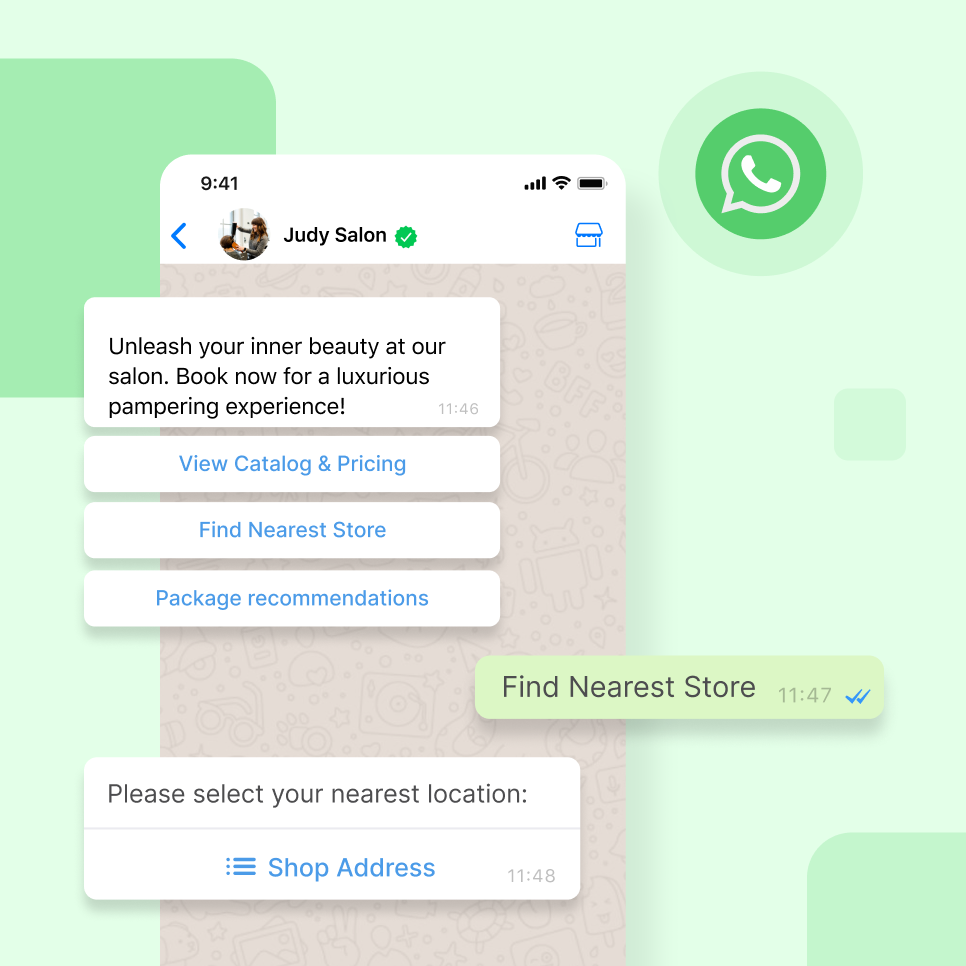 9:41
Judy Salon
Unleash your inner beauty at our
salon. Book now for a luxurious
pampering experience!
11:46
View Catalog & Pricing
Find Nearest Store
Package recommendations
Find Nearest Store
11:47
Please select your nearest location:
Shop Address
11:48